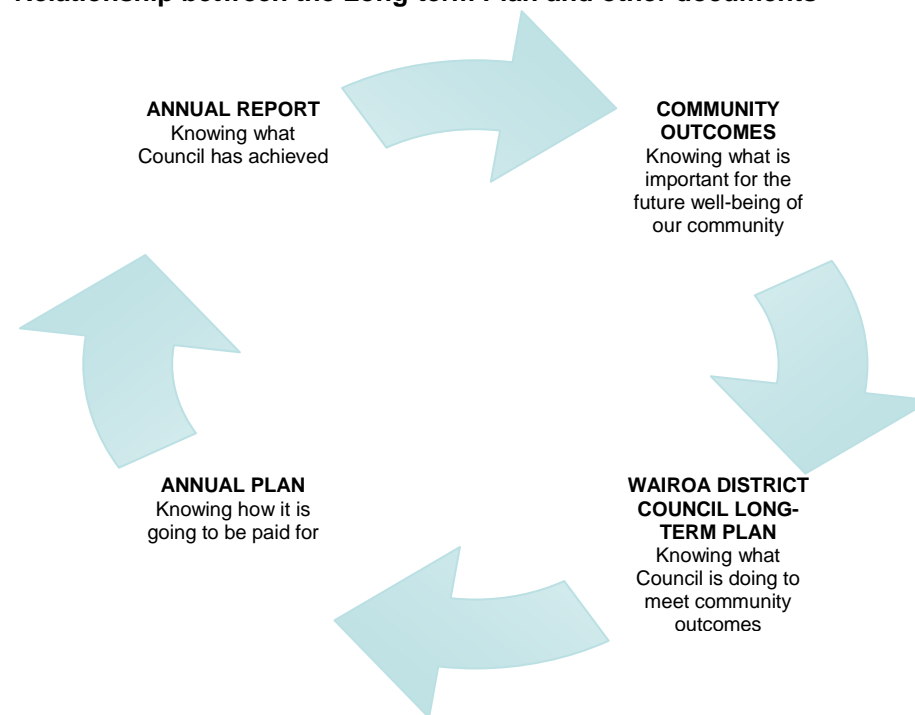 Relationship between the Long-term Plan and other documents
ANNUAL REPORT
Knowing what
Council has achieved
COMMUNITY
OUTCOMES
Knowing what is
important for the
future well-being of
our community
ANNUAL PLAN
Knowing how it is
going to be paid for
WAIROA DISTRICT
COUNCIL LONG-
TERM PLAN
Knowing what
Council is doing to
meet community
outcomes